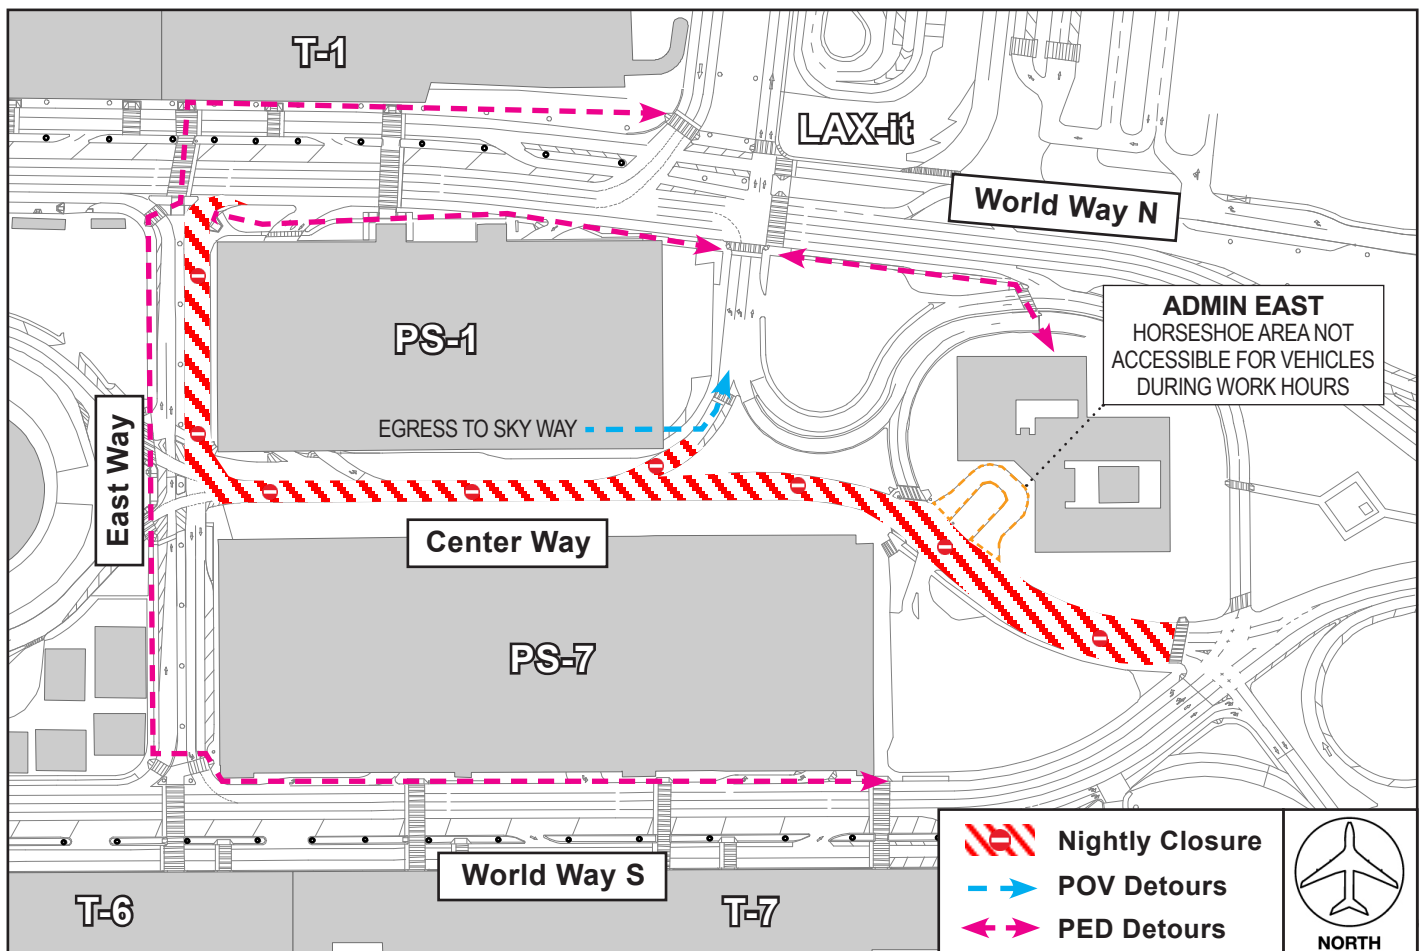 T-1
LAX-it
World Way N
ADMIN EAST
HORSESHOE AREA NOT
ACCESSIBLE FOR VEHICLES
DURING WORK HOURS
PS-1
EGRESS TO SKY WAY
East Way
Center Way
PS-7
World Way S
T-6
T-7
Nightly Closure
POV Detours
PED Detours
NORTH